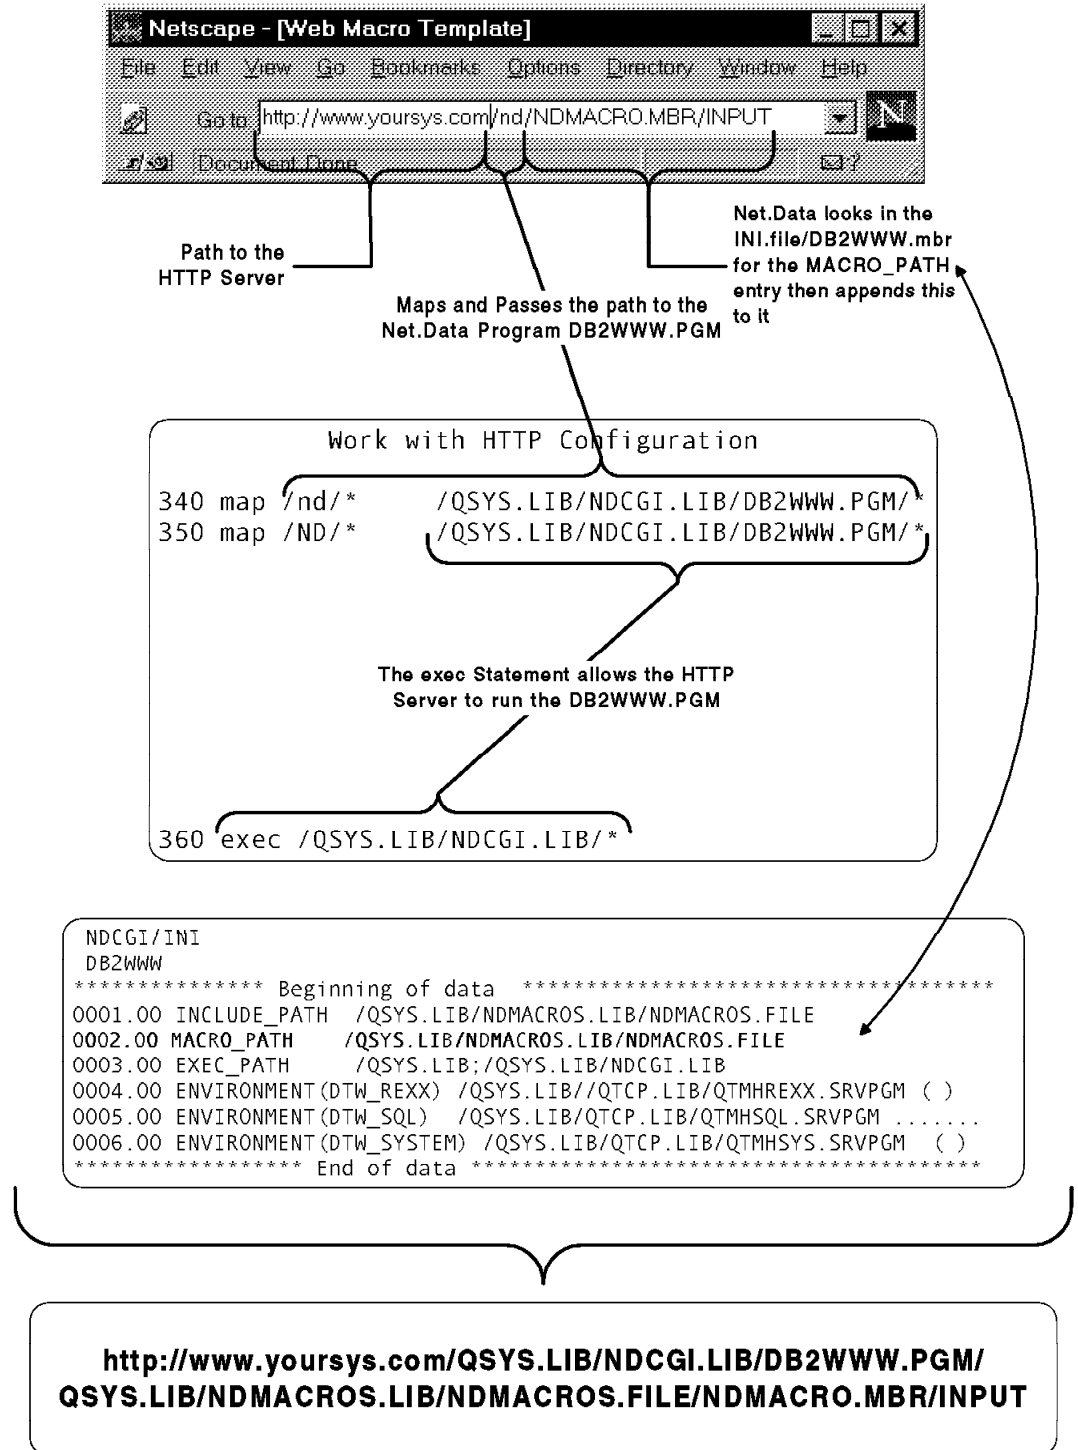 Netscape - [Web Macro Template]
File Edit View Go Bookmarks Options Directory Window Help
Go to: http://www.yoursys.com/nd/NDMACRO.MBR/INPUT
N
Document: Done
?
Path to the
HTTP Server
Maps and Passes the path to the
Net.Data Program DB2WWW.PGM
Net.Data looks in the
INI.file/DB2WWW.mbr
for the MACRO_PATH
entry then appends this
to it
Work with HTTP Configuration
340 map /nd/* /QSYS.LIB/NDCGI.LIB/DB2WWW.PGM/*
350 map /ND/* /QSYS.LIB/NDCGI.LIB/DB2WWW.PGM/*
The exec Statement allows the HTTP
Server to run the DB2WWW.PGM
360 exec /QSYS.LIB/NDCGI.LIB/*
NDCGI/INI
DB2WWW
*************** Beginning of data *************************************
0001.00 INCLUDE_PATH /QSYS.LIB/NDMACROS.LIB/NDMACROS.FILE
0002.00 MACRO_PATH /QSYS.LIB/NDMACROS.LIB/NDMACROS.FILE
0003.00 EXEC_PATH /QSYS.LIB;/QSYS.LIB/NDCGI.LIB
0004.00 ENVIRONMENT(DTW_REXX) /QSYS.LIB//QTCP.LIB/QTMHREXX.SRVPGM ( )
0005.00 ENVIRONMENT(DTW_SQL) /QSYS.LIB/QTCP.LIB/QTMHSQL.SRVPGM .......
0006.00 ENVIRONMENT(DTW_SYSTEM) /QSYS.LIB/QTCP.LIB/QTMHSYS.SRVPGM ( )
****************** End of data ****************************************
http://www.yoursys.com/QSYS.LIB/NDCGI.LIB/DB2WWW.PGM/
QSYS.LIB/NDMACROS.LIB/NDMACROS.FILE/NDMACRO.MBR/INPUT